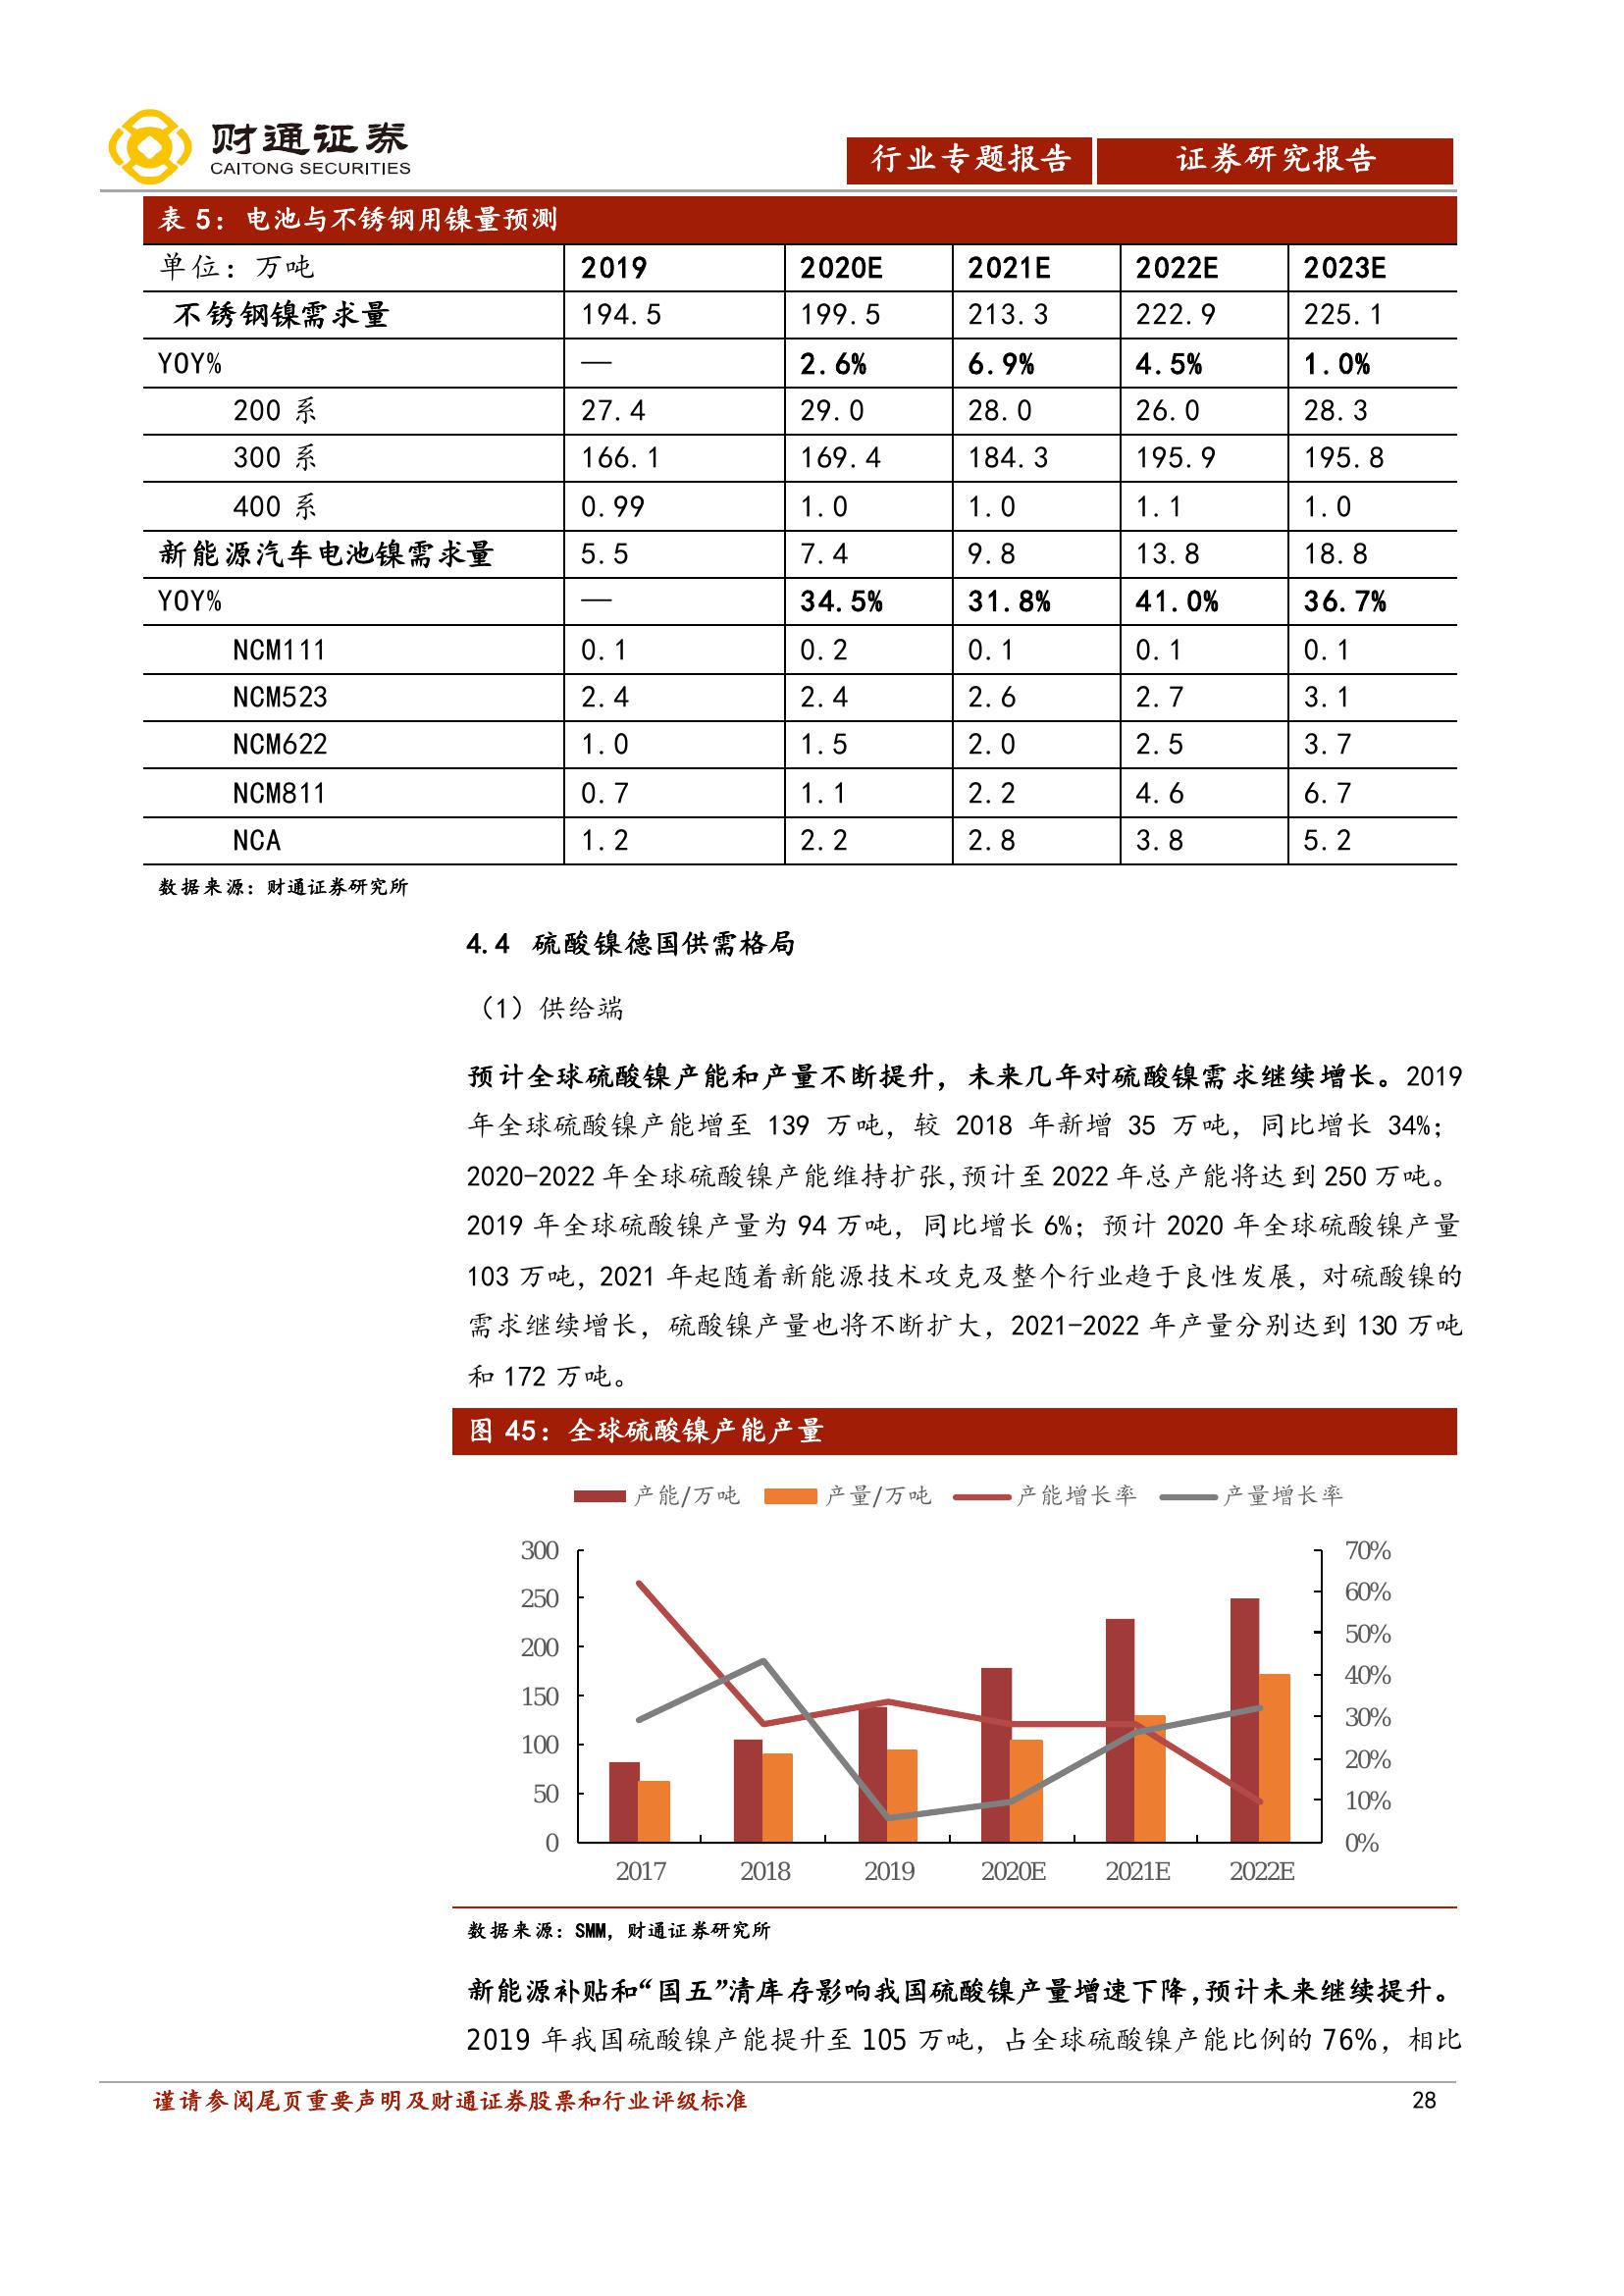 财通证券
CAITONG SECURITIES
行业专题报告 证券研究报告
表 5：电池与不锈钢用镍量预测
单位：万吨 2019 2020E 2021E 2022E 2023E
不锈钢镍需求量 194.5 199.5 213.3 222.9 225.1
YOY% — 2.6% 6.9% 4.5% 1.0%
200 系 27.4 29.0 28.0 26.0 28.3
300 系 166.1 169.4 184.3 195.9 195.8
400 系 0.99 1.0 1.0 1.1 1.0
新能源汽车电池镍需求量 5.5 7.4 9.8 13.8 18.8
YOY% — 34.5% 31.8% 41.0% 36.7%
NCM111 0.1 0.2 0.1 0.1 0.1
NCM523 2.4 2.4 2.6 2.7 3.1
NCM622 1.0 1.5 2.0 2.5 3.7
NCM811 0.7 1.1 2.2 4.6 6.7
NCA 1.2 2.2 2.8 3.8 5.2
数据来源：财通证券研究所
4.4 硫酸镍德国供需格局
（1）供给端
预计全球硫酸镍产能和产量不断提升，未来几年对硫酸镍需求继续增长。2019
年全球硫酸镍产能增至 139 万吨，较 2018 年新增 35 万吨，同比增长 34%；
2020-2022 年全球硫酸镍产能维持扩张,预计至 2022 年总产能将达到 250 万吨。
2019 年全球硫酸镍产量为 94 万吨，同比增长 6%；预计 2020 年全球硫酸镍产量
103 万吨，2021 年起随着新能源技术攻克及整个行业趋于良性发展，对硫酸镍的
需求继续增长，硫酸镍产量也将不断扩大，2021-2022 年产量分别达到 130 万吨
和 172 万吨。
图 45：全球硫酸镍产能产量
产能/万吨 产量/万吨 产能增长率 产量增长率
300 70%
250 60%
200 50%
150 40%
100 30%
50 20%
0 10%
0%
2017 2018 2019 2020E 2021E 2022E
数据来源：SMM，财通证券研究所
新能源补贴和“国五”清库存影响我国硫酸镍产量增速下降,预计未来继续提升。
2019 年我国硫酸镍产能提升至 105 万吨，占全球硫酸镍产能比例的 76%，相比
谨请参阅尾页重要声明及财通证券股票和行业评级标准 28